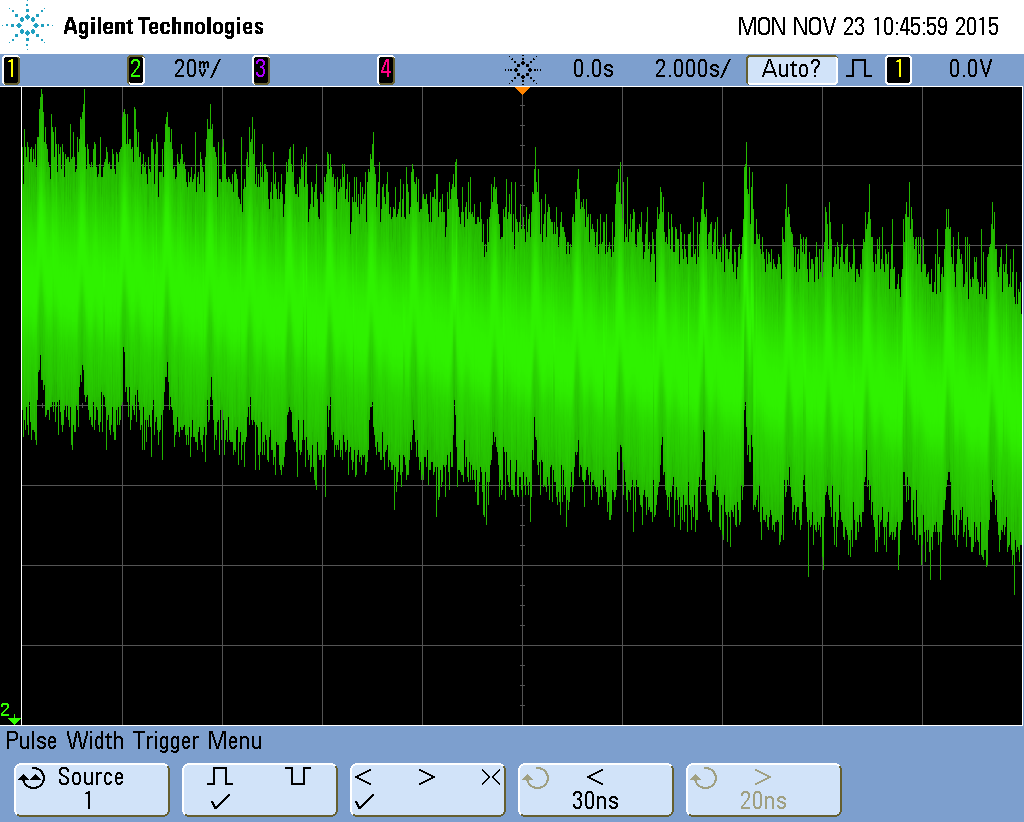 Agilent Technologies MON NOV 23 10:45:59 2015
1 2 20mV/ 3 4 0.0s 2.000s/ Auto? 1 0.0V
2
Pulse Width Trigger Menu
Source < > >< < >
1 30ns 20ns